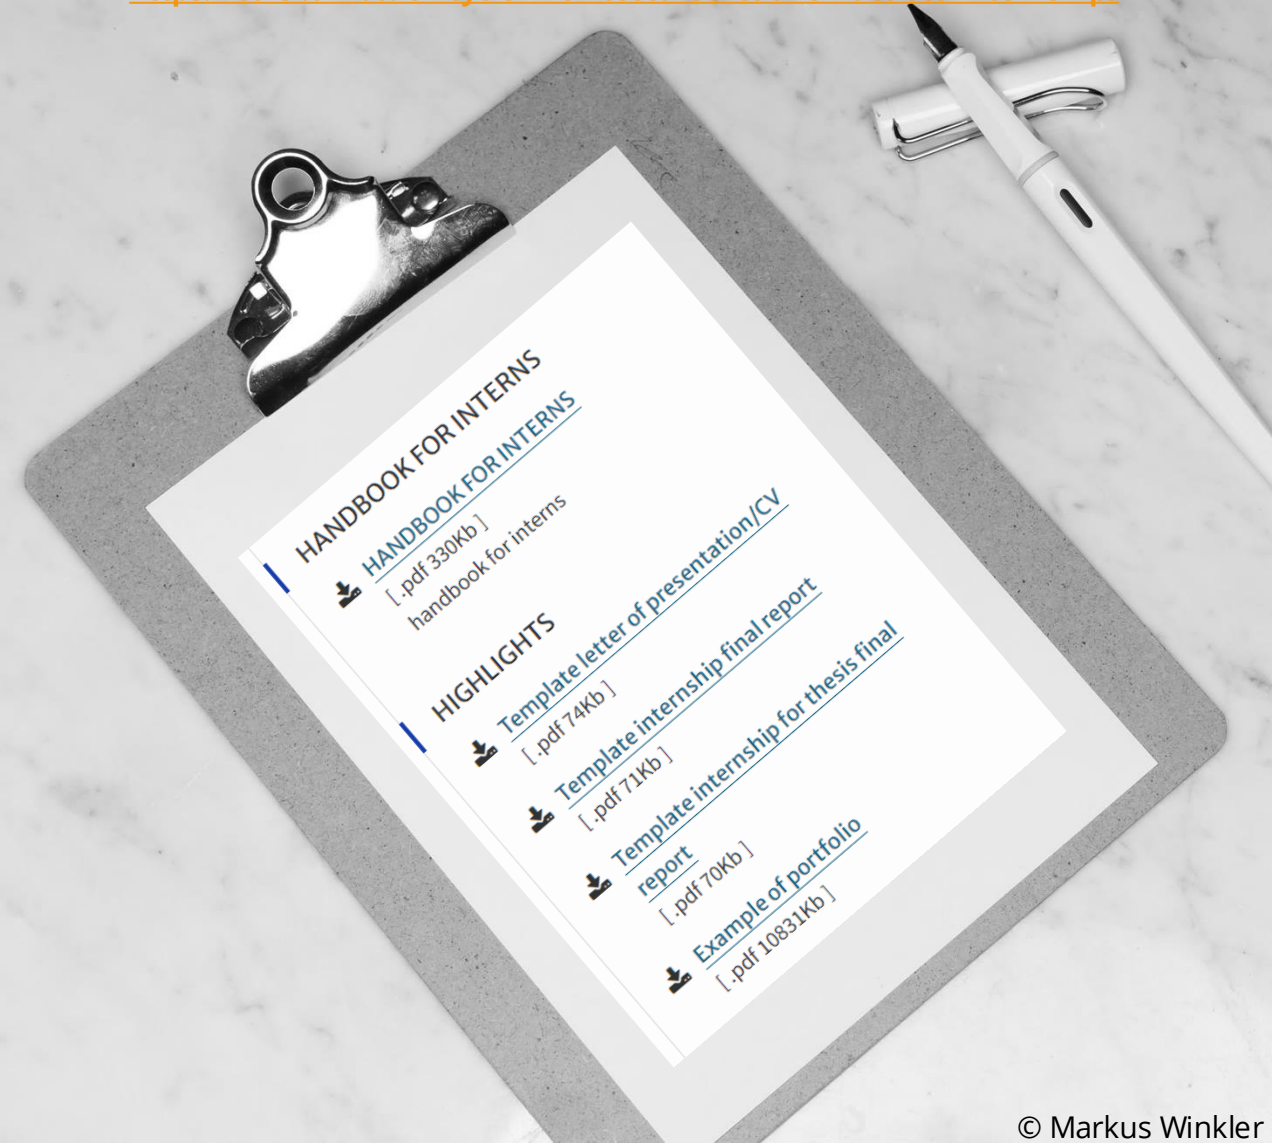 HANDBOOK FOR INTERNS
HANDBOOK FOR INTERNS
[ .pdf 330Kb ]
handbook for interns
HIGHLIGHTS
Template letter of presentation/CV
[ .pdf 74Kb ]
Template internship final report
[ .pdf 71Kb ]
Template internship for thesis final
report
[ .pdf 70Kb ]
Example of portfolio
[ .pdf 10831Kb ]
© Markus Winkler